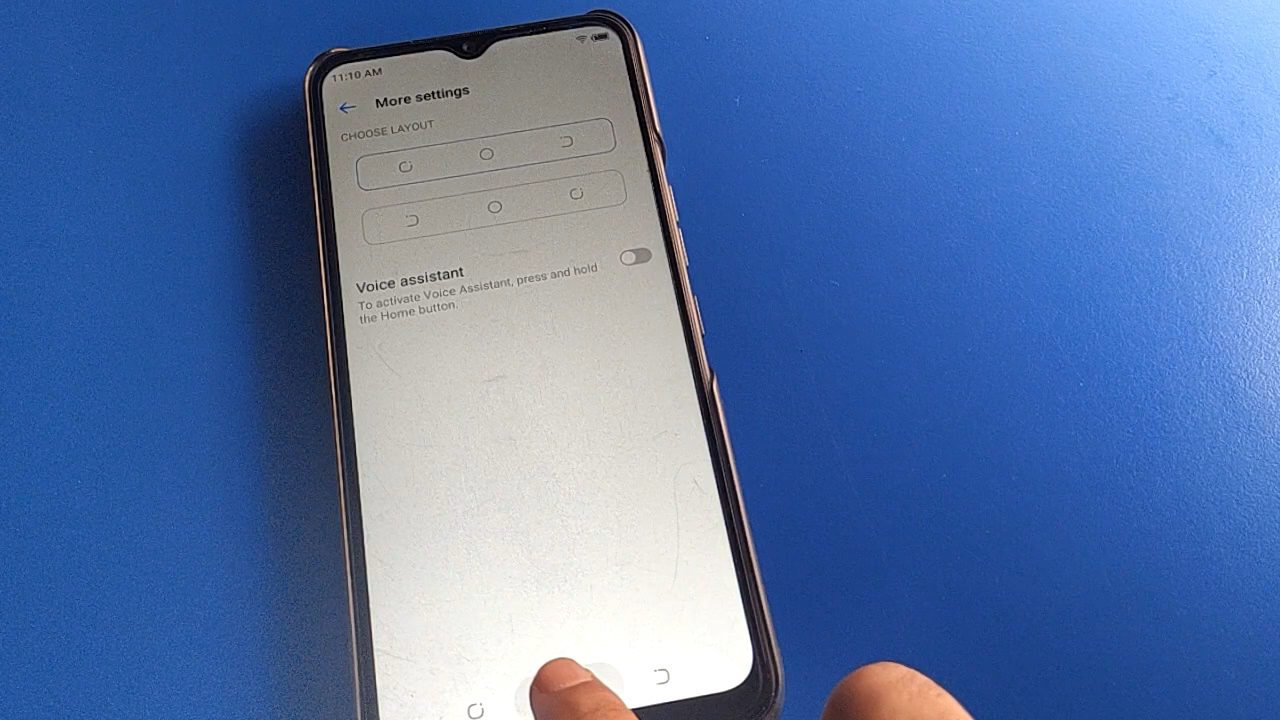 11:10 AM
More settings
CHOOSE LAYOUT
Voice assistant
To activate Voice Assistant, press and hold
the Home button.